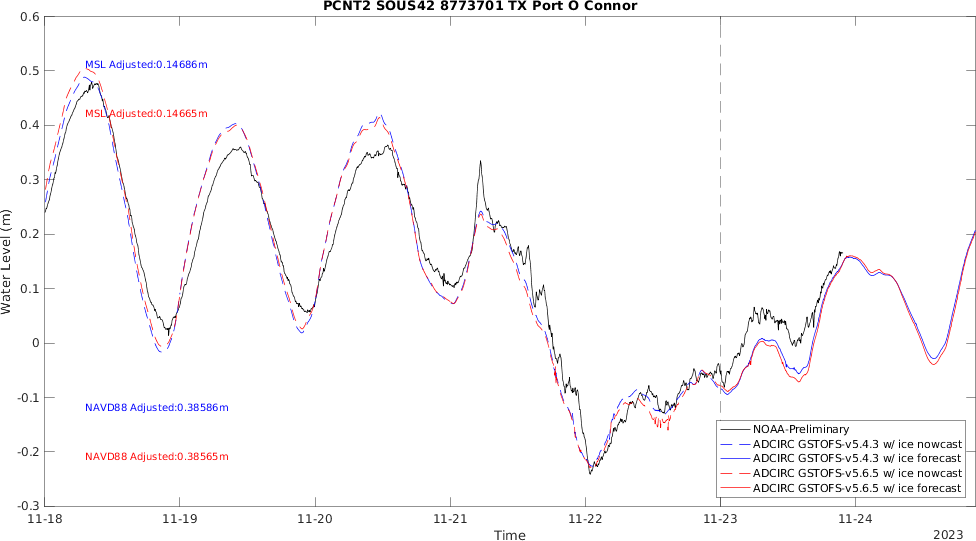 PCNT2 SOUS42 8773701 TX Port O Connor
0.6
0.5
0.4
0.3
0.2
0.1
0
-0.1
-0.2
-0.3
Water Level (m)
MSL Adjusted:0.14686m
MSL Adjusted:0.14665m
NAVD88 Adjusted:0.38586m
NAVD88 Adjusted:0.38565m
NOAA-Preliminary
ADCIRC GSTOFS-v5.4.3 w/ ice nowcast
ADCIRC GSTOFS-v5.4.3 w/ ice forecast
ADCIRC GSTOFS-v5.6.5 w/ ice nowcast
ADCIRC GSTOFS-v5.6.5 w/ ice forecast
11-18 11-19 11-20 11-21 11-22 11-23 11-24
Time
2023